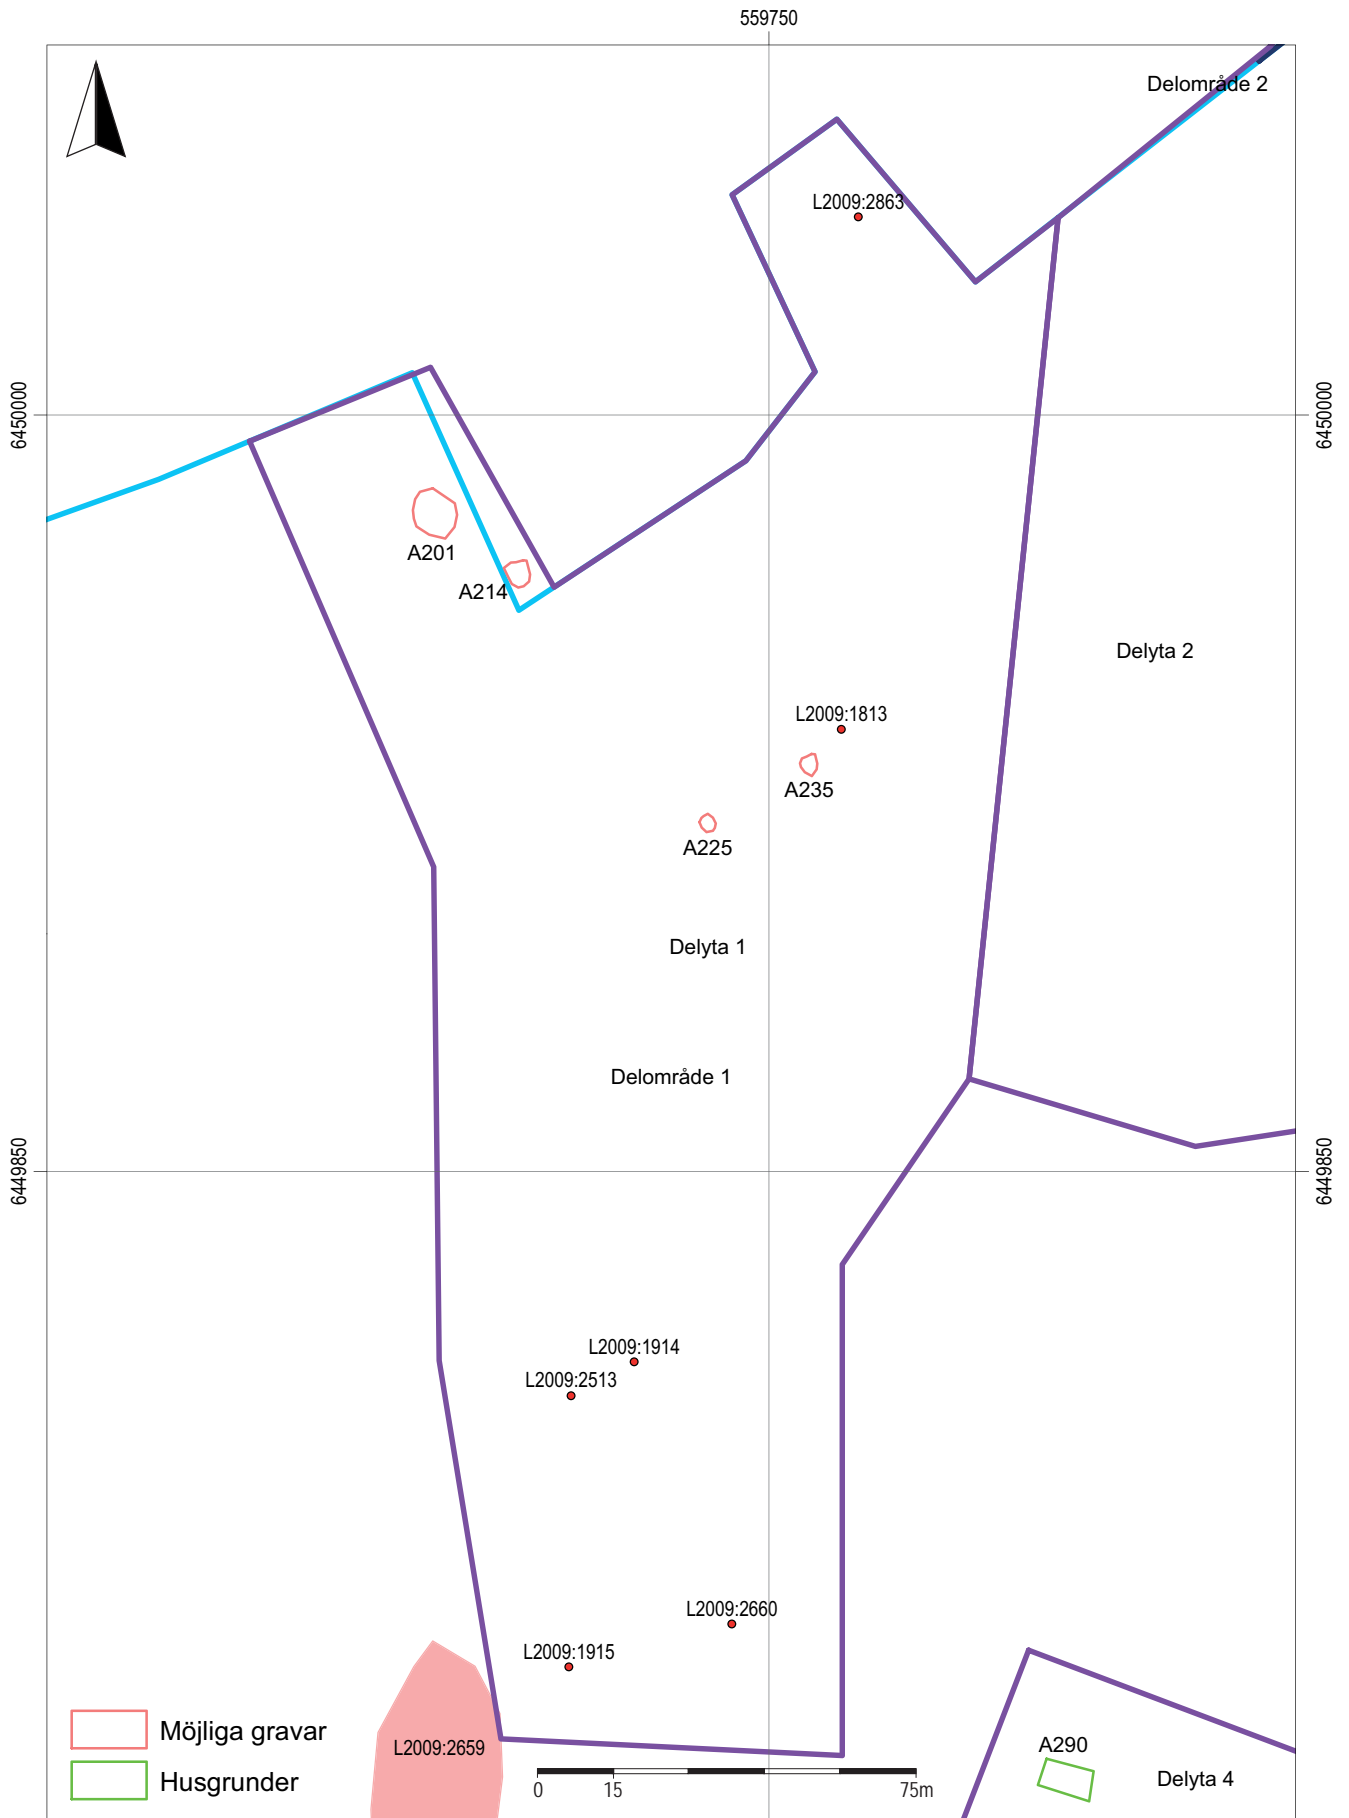 559750
Delområde 2
L2009:2863
6450000
6450000
A201
A214
Delyta 2
L2009:1813
A235
A225
Delyta 1
Delområde 1
6449850
6449850
L2009:1914
L2009:2513
L2009:2660
L2009:1915
Möjliga gravar
L2009:2659
A290
Husgrunder
Delyta 4
0 15 75m